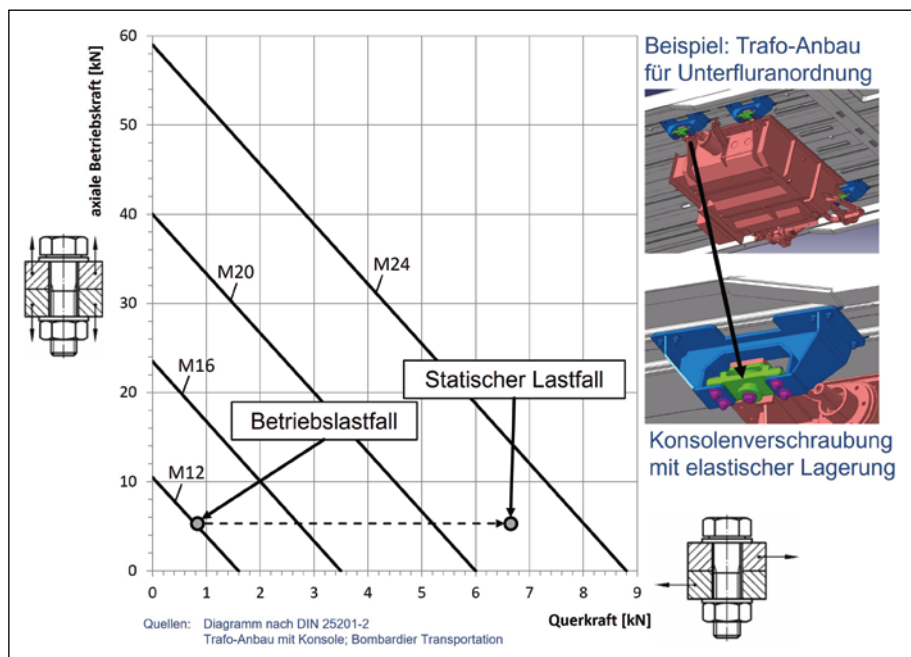 60
50
40
30
20
10
0
axiale Betriebskraft [kN]
M24
M20
M16
M12
Betriebslastfall
Statischer Lastfall
0 1 2 3 4 5 6 7 8 9
Querkraft [kN]
Beispiel: Trafo-Anbau
für Unterfluranordnung
Konsolenverschraubung
mit elastischer Lagerung
Quellen: Diagramm nach DIN 25201-2
Trafo-Anbau mit Konsole; Bombardier Transportation